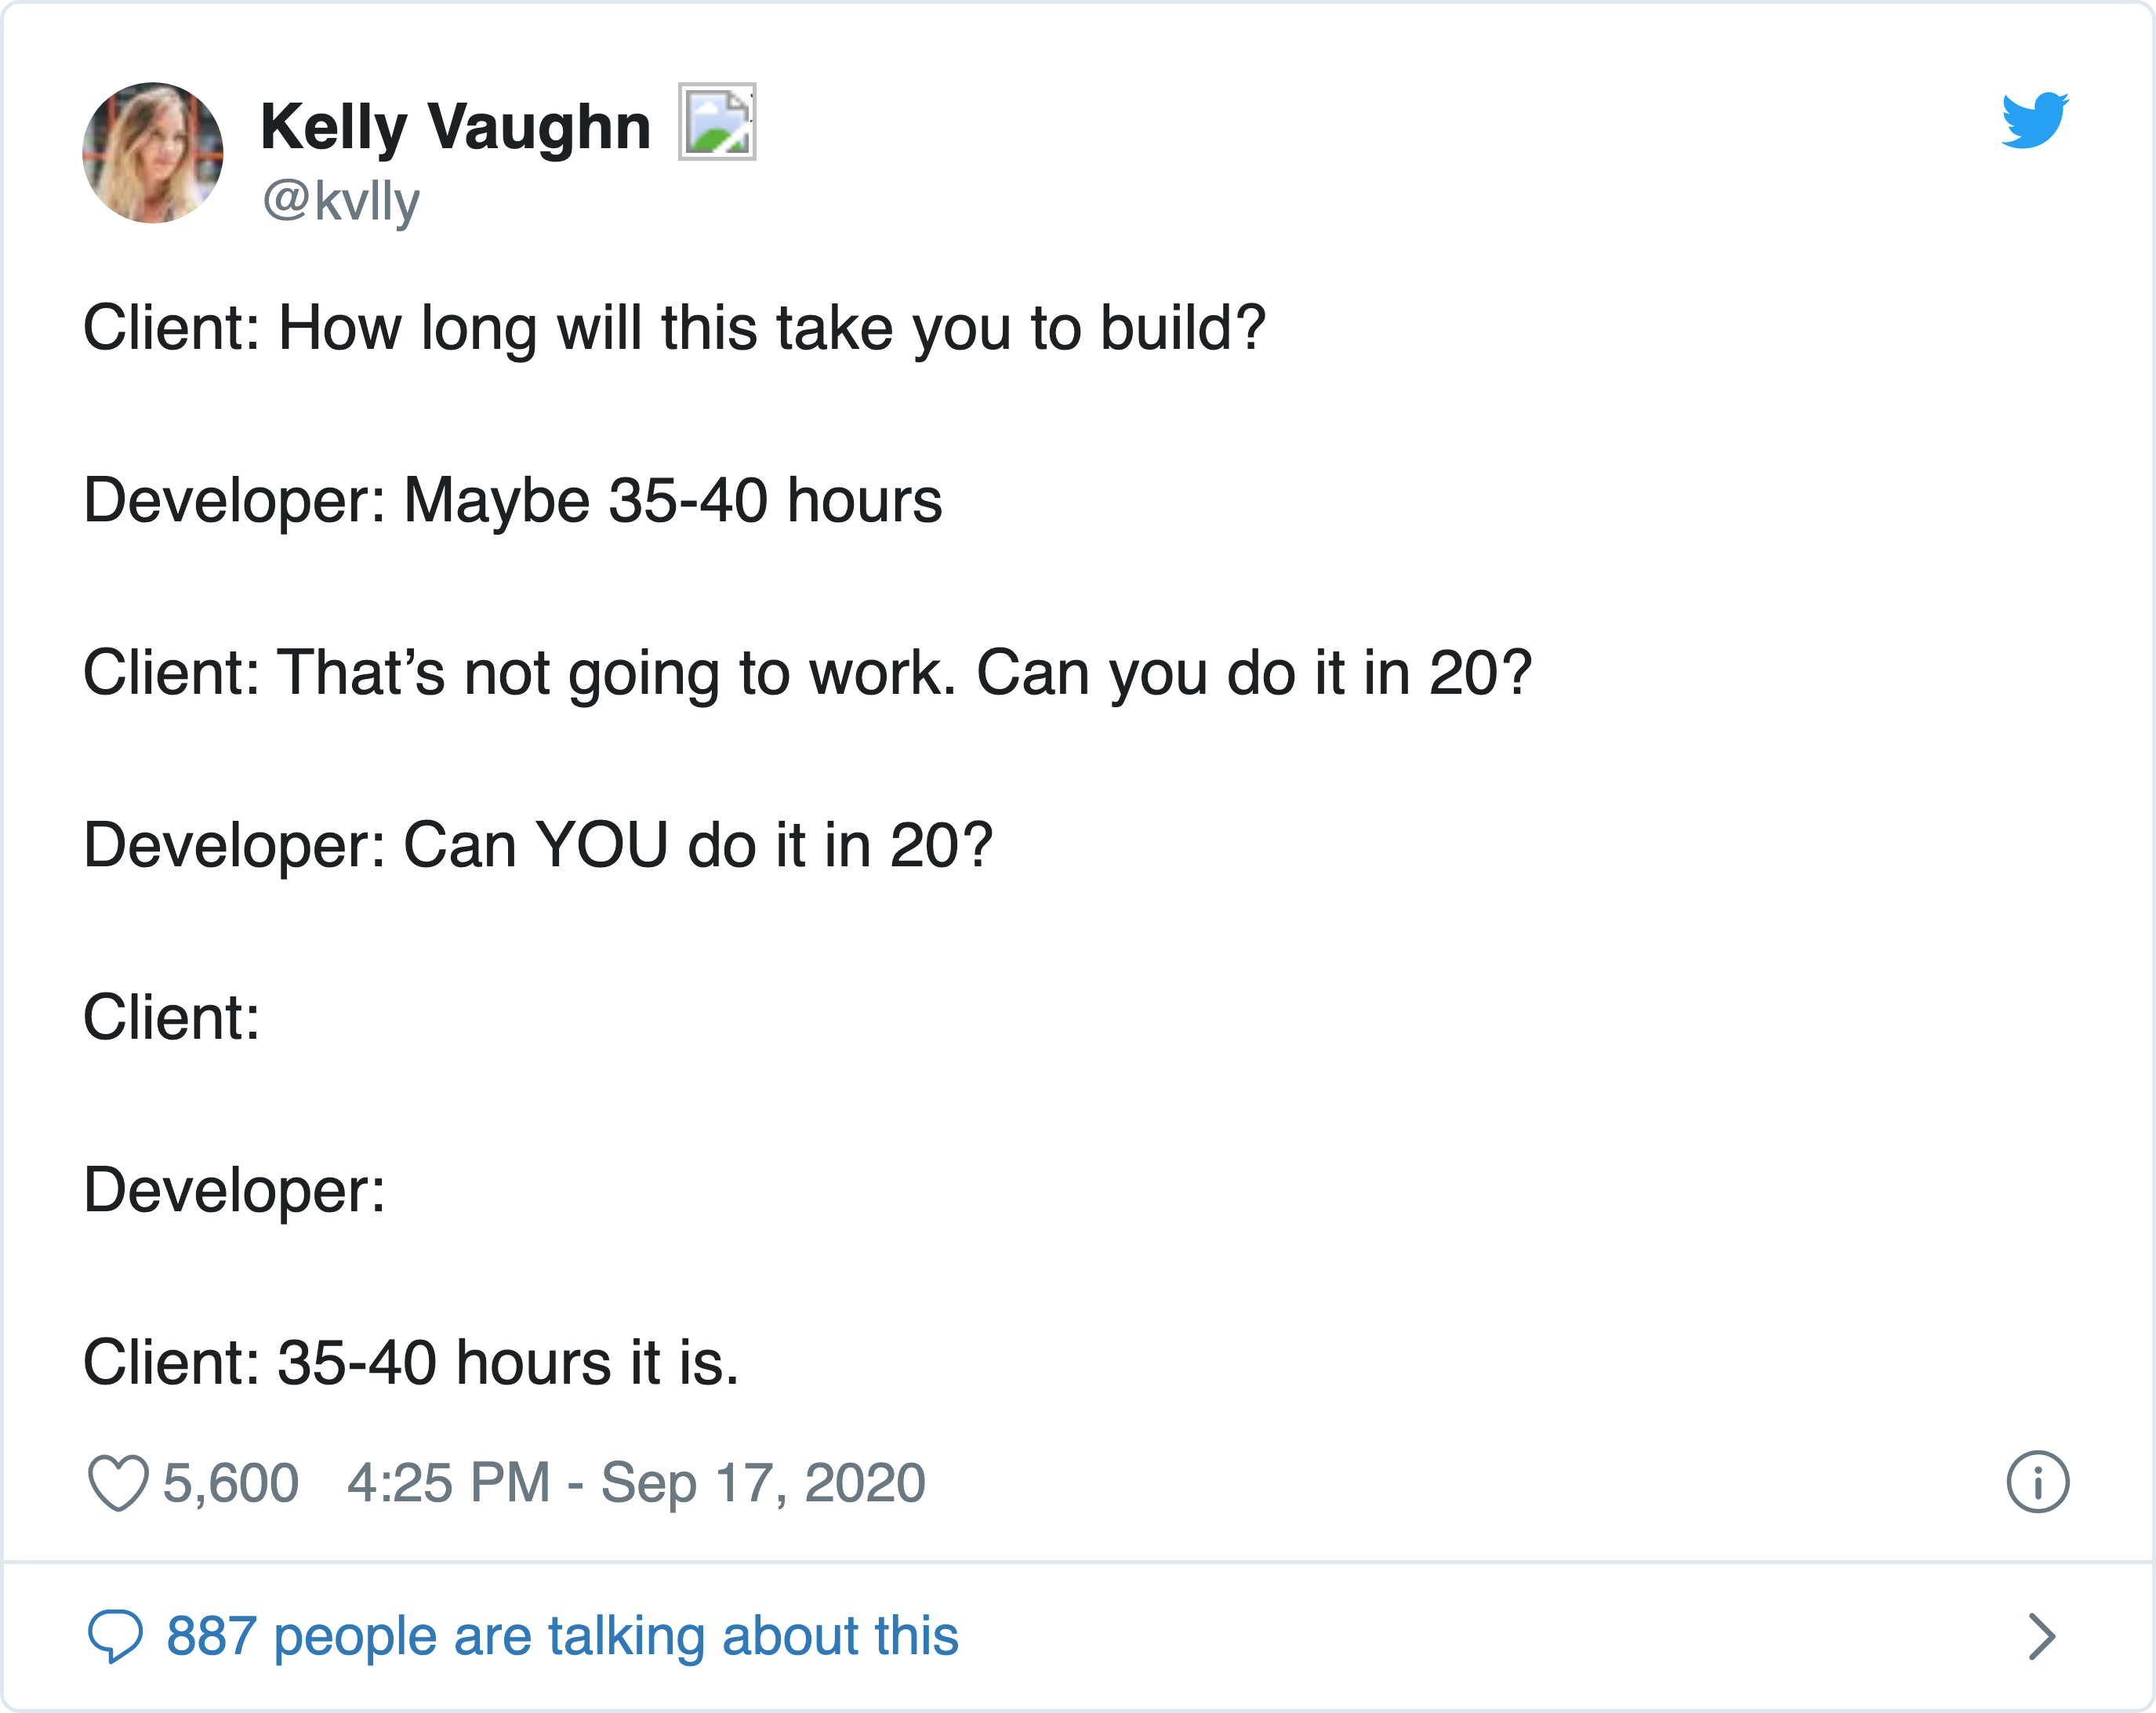 Kelly Vaughn
@kvlly
Client: How long will this take you to build?
Developer: Maybe 35-40 hours
Client: That’s not going to work. Can you do it in 20?
Developer: Can YOU do it in 20?
Client:
Developer:
Client: 35-40 hours it is.
5,600 4:25 PM - Sep 17, 2020
887 people are talking about this